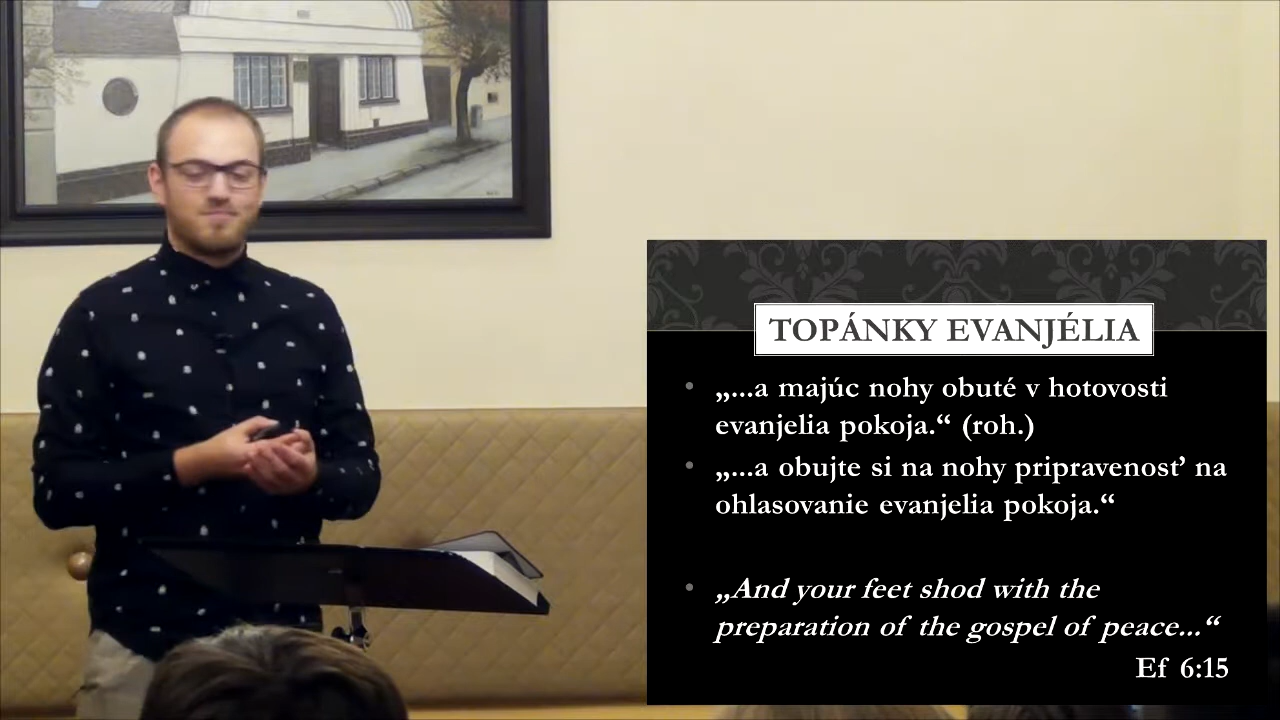 TOPÁNKY EVANJÉLIA
„...a majúc nohy obuté v hotovosti
evanjelia pokoja.“ (roh.)
„...a obujte si na nohy pripravenosť na
ohlasovanie evanjelia pokoja.“
„And your feet shod with the
preparation of the gospel of peace...“
Ef 6:15